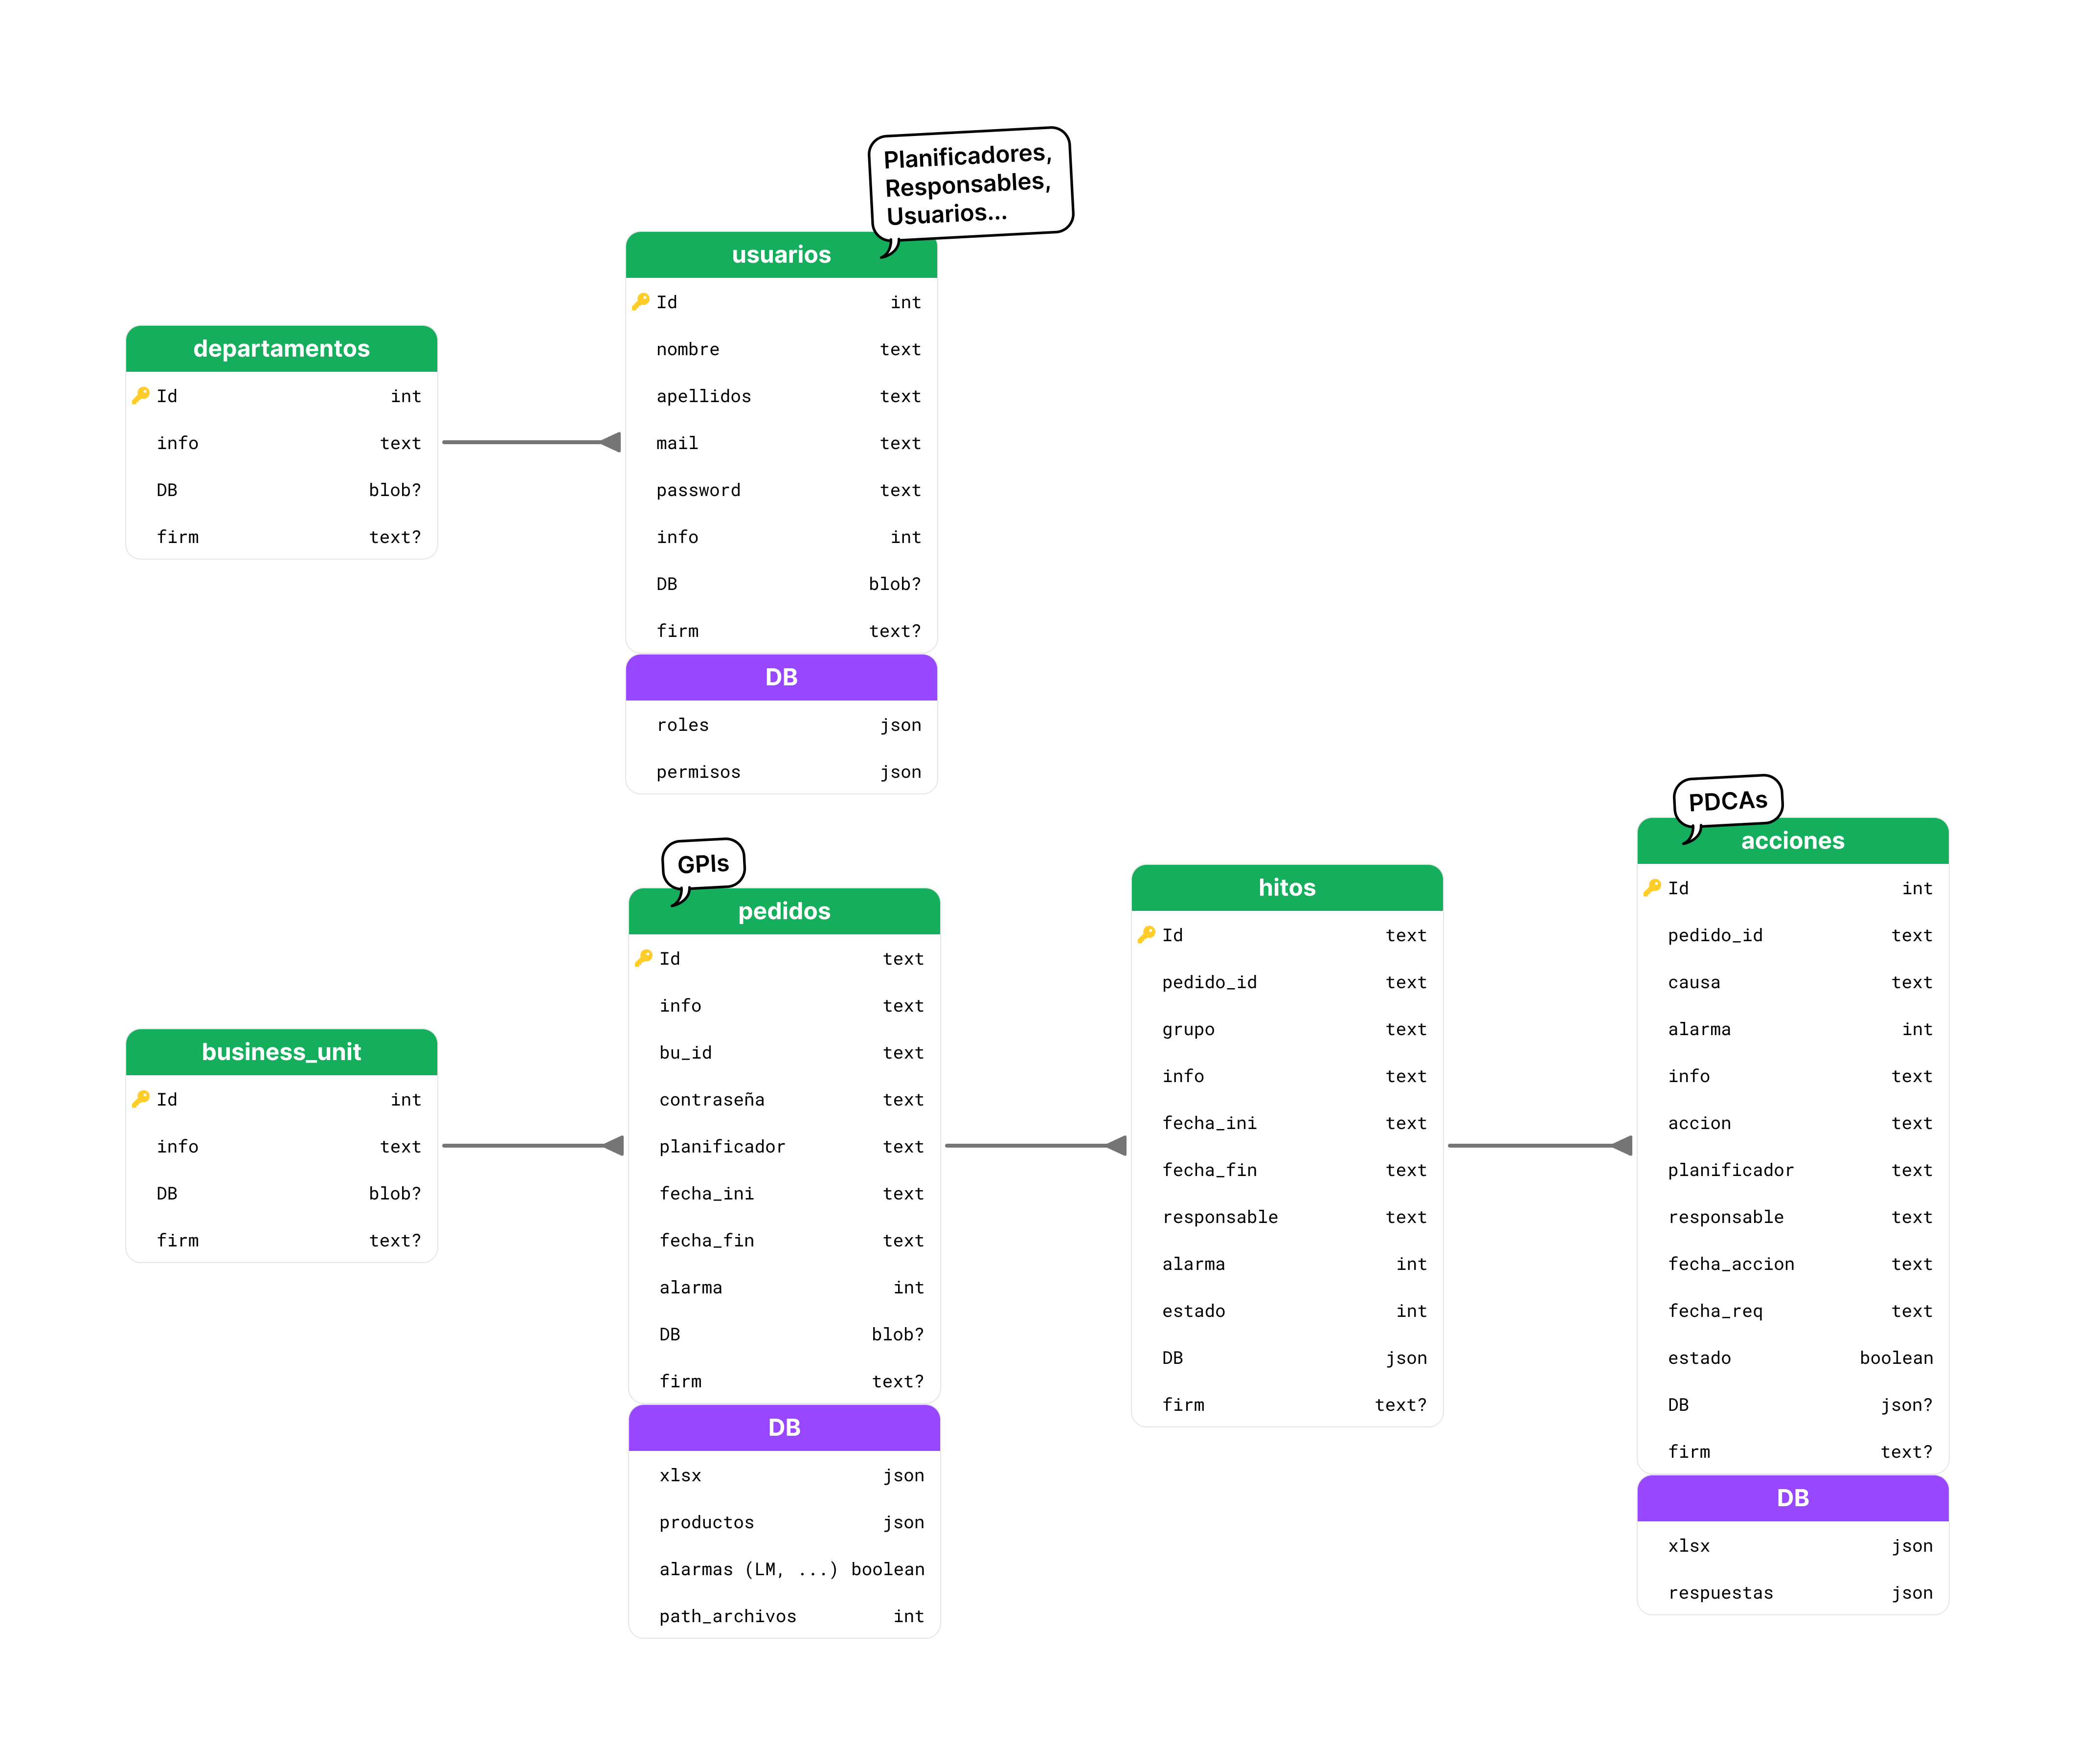 Planificadores,
Responsables,
Usuarios...
usuarios
Id int
nombre text
apellidos text
mail text
password text
info int
DB blob?
firm text?
DB
roles json
permisos json
departamentos
Id int
info text
DB blob?
firm text?
GPIs
pedidos
Id text
info text
bu_id text
contraseña text
planificador text
fecha_ini text
fecha_fin text
alarma int
DB blob?
firm text?
DB
xlsx json
productos json
alarmas (LM, ...) boolean
path_archivos int
business_unit
Id int
info text
DB blob?
firm text?
hitos
Id text
pedido_id text
grupo text
info text
fecha_ini text
fecha_fin text
responsable text
alarma int
estado int
DB json
firm text?
PDCAs
acciones
Id int
pedido_id text
causa text
alarma int
info text
accion text
planificador text
responsable text
fecha_accion text
fecha_req text
estado boolean
DB json?
firm text?
DB
xlsx json
respuestas json